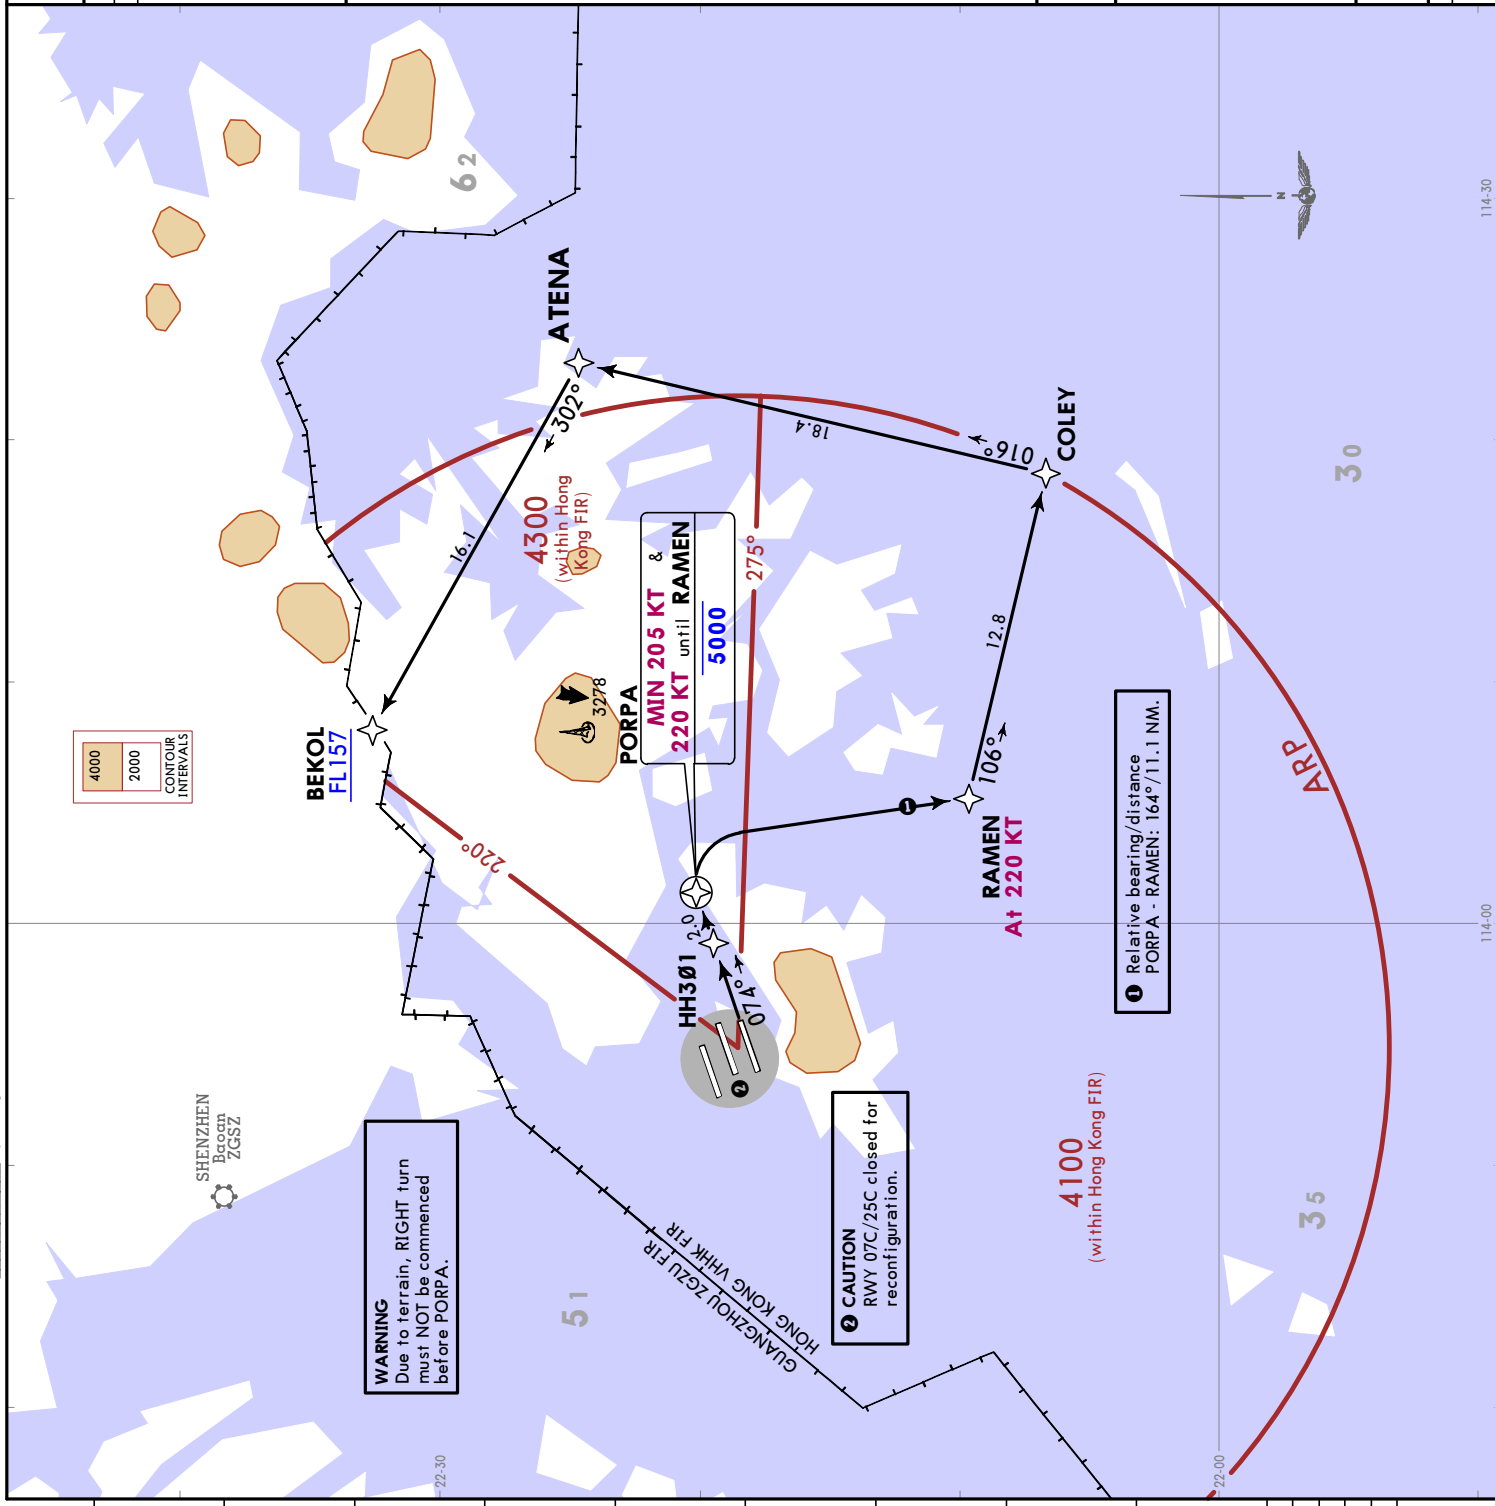 62
114-30
N
ATENA
302°
18.4
016°
COLEY
30
4300
(within Hong
Kong FIR)
16.1
275°
PORPA
MIN 205 KT &
220 KT until RAMEN
5000
3278
12.8
106°
RAMEN
At 220 KT
1
ARP
1 Relative bearing/distance
PORPA - RAMEN: 164°/11.1 NM.
BEKOL
FL157
4000
2000
CONTOUR
INTERVALS
220°
2.0
HH3Ø1
074°
2
114-00
SHENZHEN
Baoan
ZGSZ
WARNING
Due to terrain, RIGHT turn
must NOT be commenced
before PORPA.
2 CAUTION
RWY 07C/25C closed for
reconfiguration.
4100
(within Hong Kong FIR)
35
51
GUANGZHOU ZGZU FIR
HONG KONG VHHK FIR
22-30
22-00